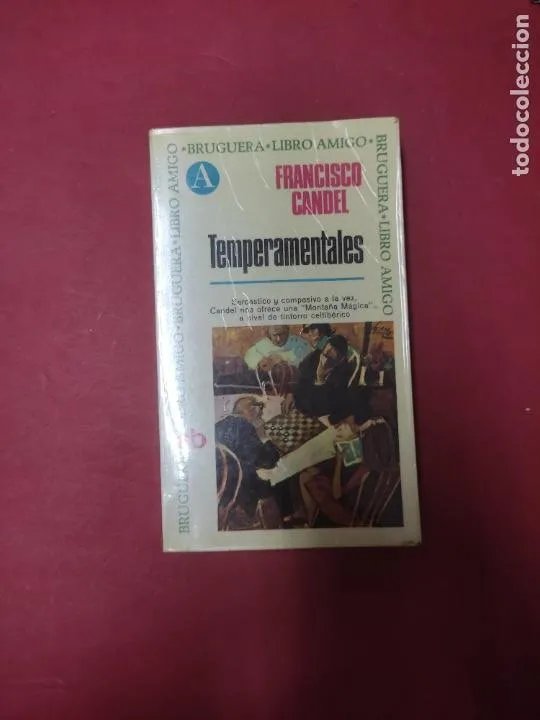 •BRUGUERA•LIBRO AMIGO•
BRUGUERA•LIBRO AMIGO
BRUGUERA•LIBRO AMIGO
A
FRANCISCO
CANDEL
Temperamentales
Sarcástico y compasivo a la vez,
Candel nos ofrece una "Montaña Mágica"
a nivel de tintorro celtibérico
b
todocoleccion